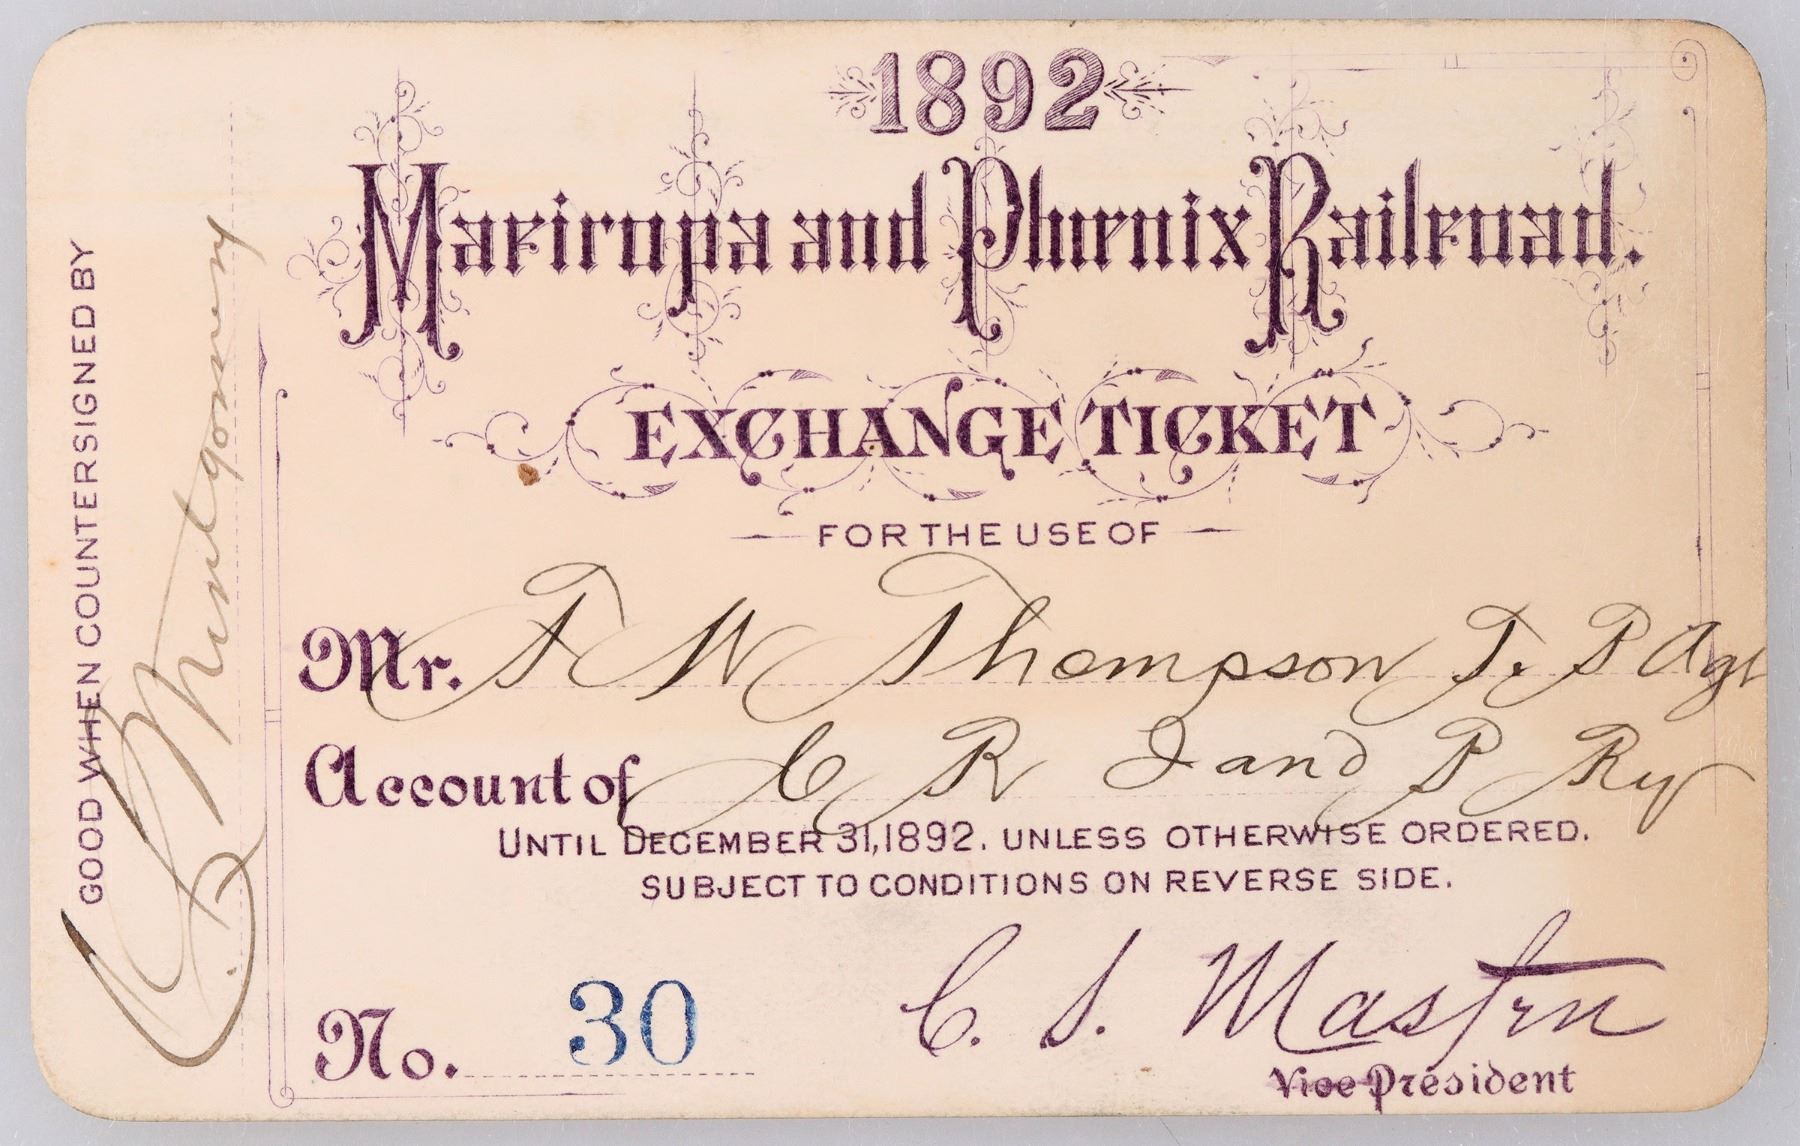 1892
Maricopa and Phœnix Railroad.
EXCHANGE TICKET
FOR THE USE OF
Mr. F W Thompson T. P Agt
Account of C R I and P Ry
UNTIL DECEMBER 31, 1892. UNLESS OTHERWISE ORDERED.
SUBJECT TO CONDITIONS ON REVERSE SIDE.
No. 30
C. S. Masten
Vice President
GOOD WHEN COUNTERSIGNED BY
Montgomery